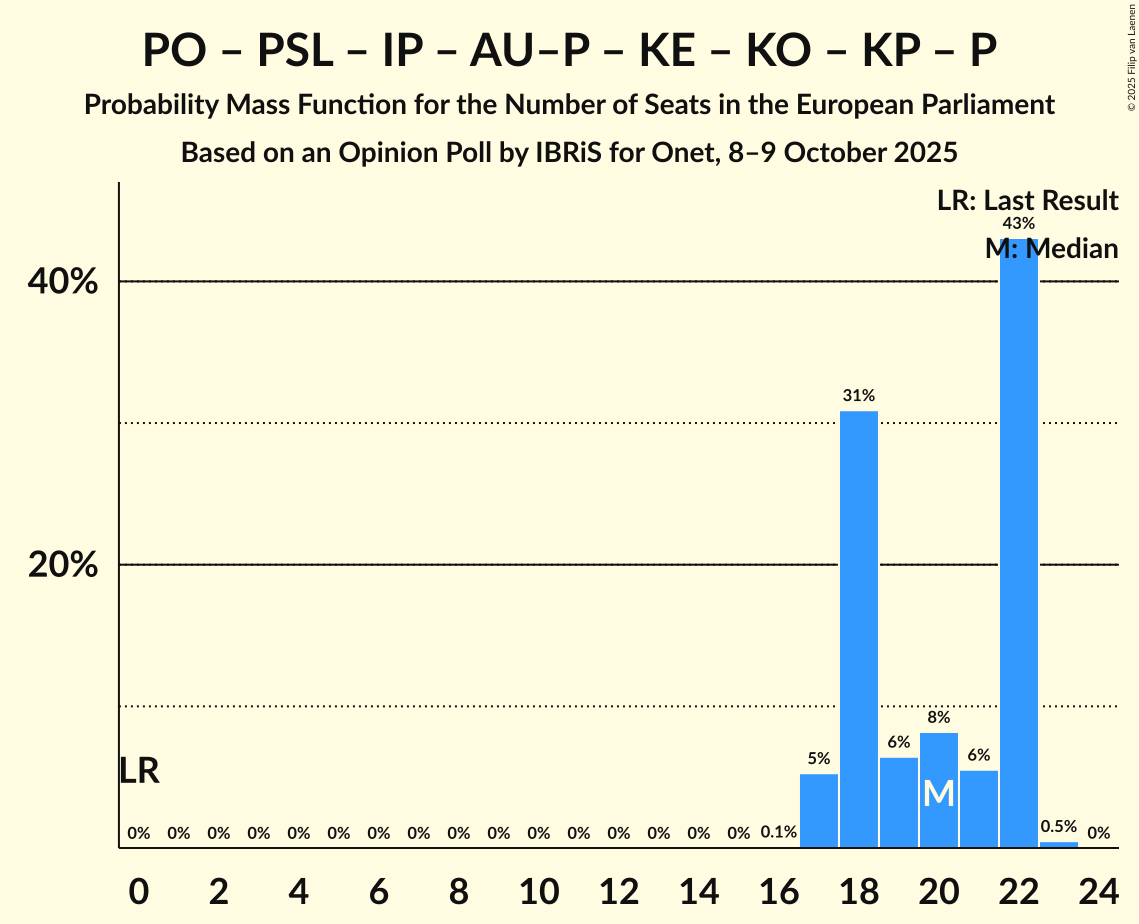 PO – PSL – IP – AU–P – KE – KO – KP – P
Probability Mass Function for the Number of Seats in the European Parliament
Based on an Opinion Poll by IBRiS for Onet, 8–9 October 2025
© 2025 Filip van Laenen
LR: Last Result
M: Median
43%
40%
31%
20%
8%
6%
6%
5%
LR
M
0% 0% 0% 0% 0% 0% 0% 0% 0% 0% 0% 0% 0% 0% 0% 0% 0.1% 0.5% 0%
0 2 4 6 8 10 12 14 16 18 20 22 24